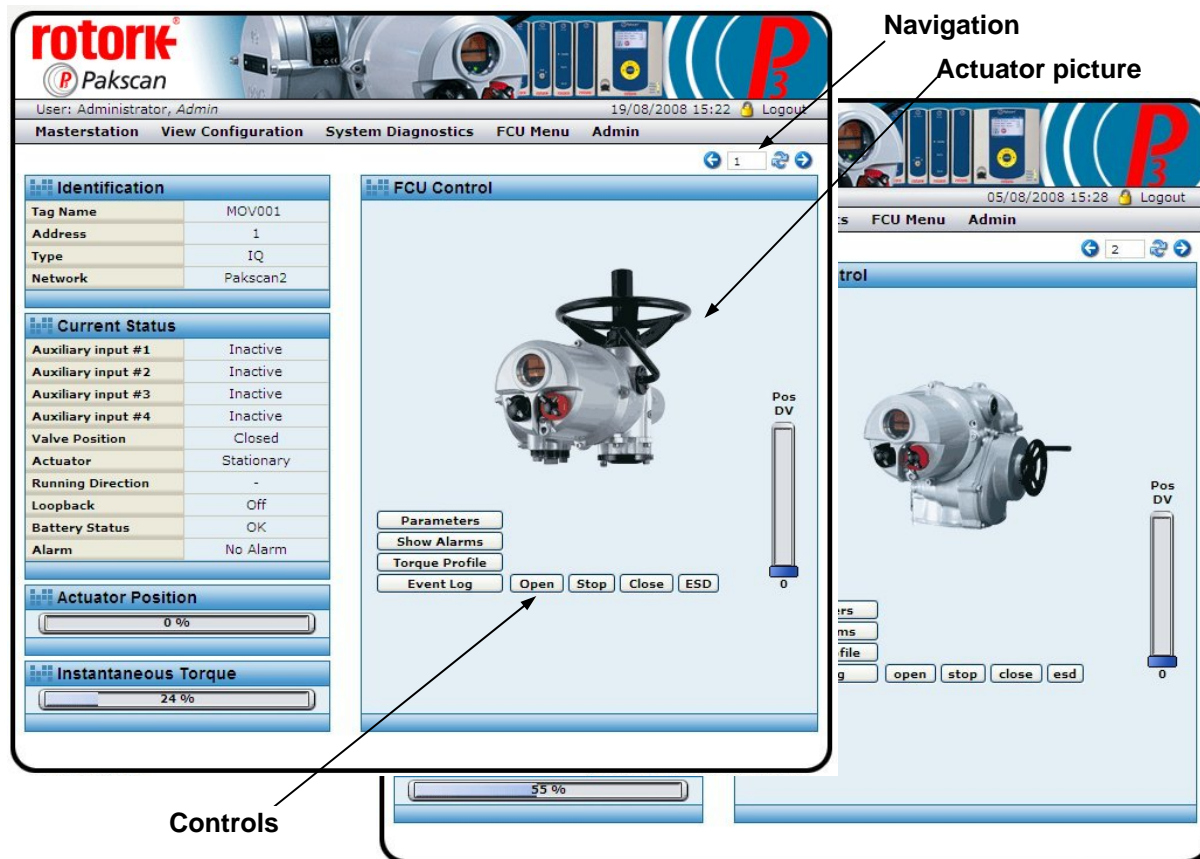 Navigation
Actuator picture
rotork®
Pakscan
P3
User: Administrator, Admin 19/08/2008 15:22 Logout
Masterstation View Configuration System Diagnostics FCU Menu Admin
1
Identification
Tag Name MOV001
Address 1
Type IQ
Network Pakscan2
Current Status
Auxiliary input #1 Inactive
Auxiliary input #2 Inactive
Auxiliary input #3 Inactive
Auxiliary input #4 Inactive
Valve Position Closed
Actuator Stationary
Running Direction -
Loopback Off
Battery Status OK
Alarm No Alarm
Actuator Position
0 %
Instantaneous Torque
24 %
FCU Control
Pos
DV
0
Parameters
Show Alarms
Torque Profile
Event Log Open Stop Close ESD
P3
05/08/2008 15:28 Logout
cs FCU Menu Admin
2
trol
Pos
DV
0
ers
ms
ofile
g open stop close esd
55 %
Controls